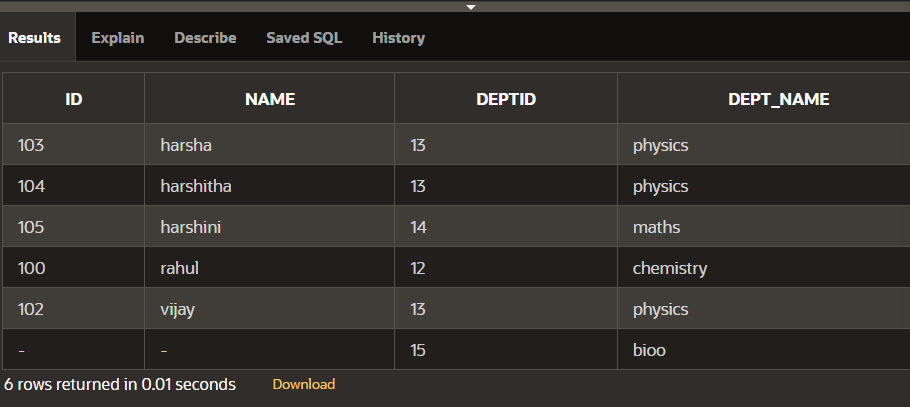 Results Explain Describe Saved SQL History
ID NAME DEPTID DEPT_NAME
103 harsha 13 physics
104 harshitha 13 physics
105 harshini 14 maths
100 rahul 12 chemistry
102 vijay 13 physics
- - 15 bioo
6 rows returned in 0.01 seconds Download